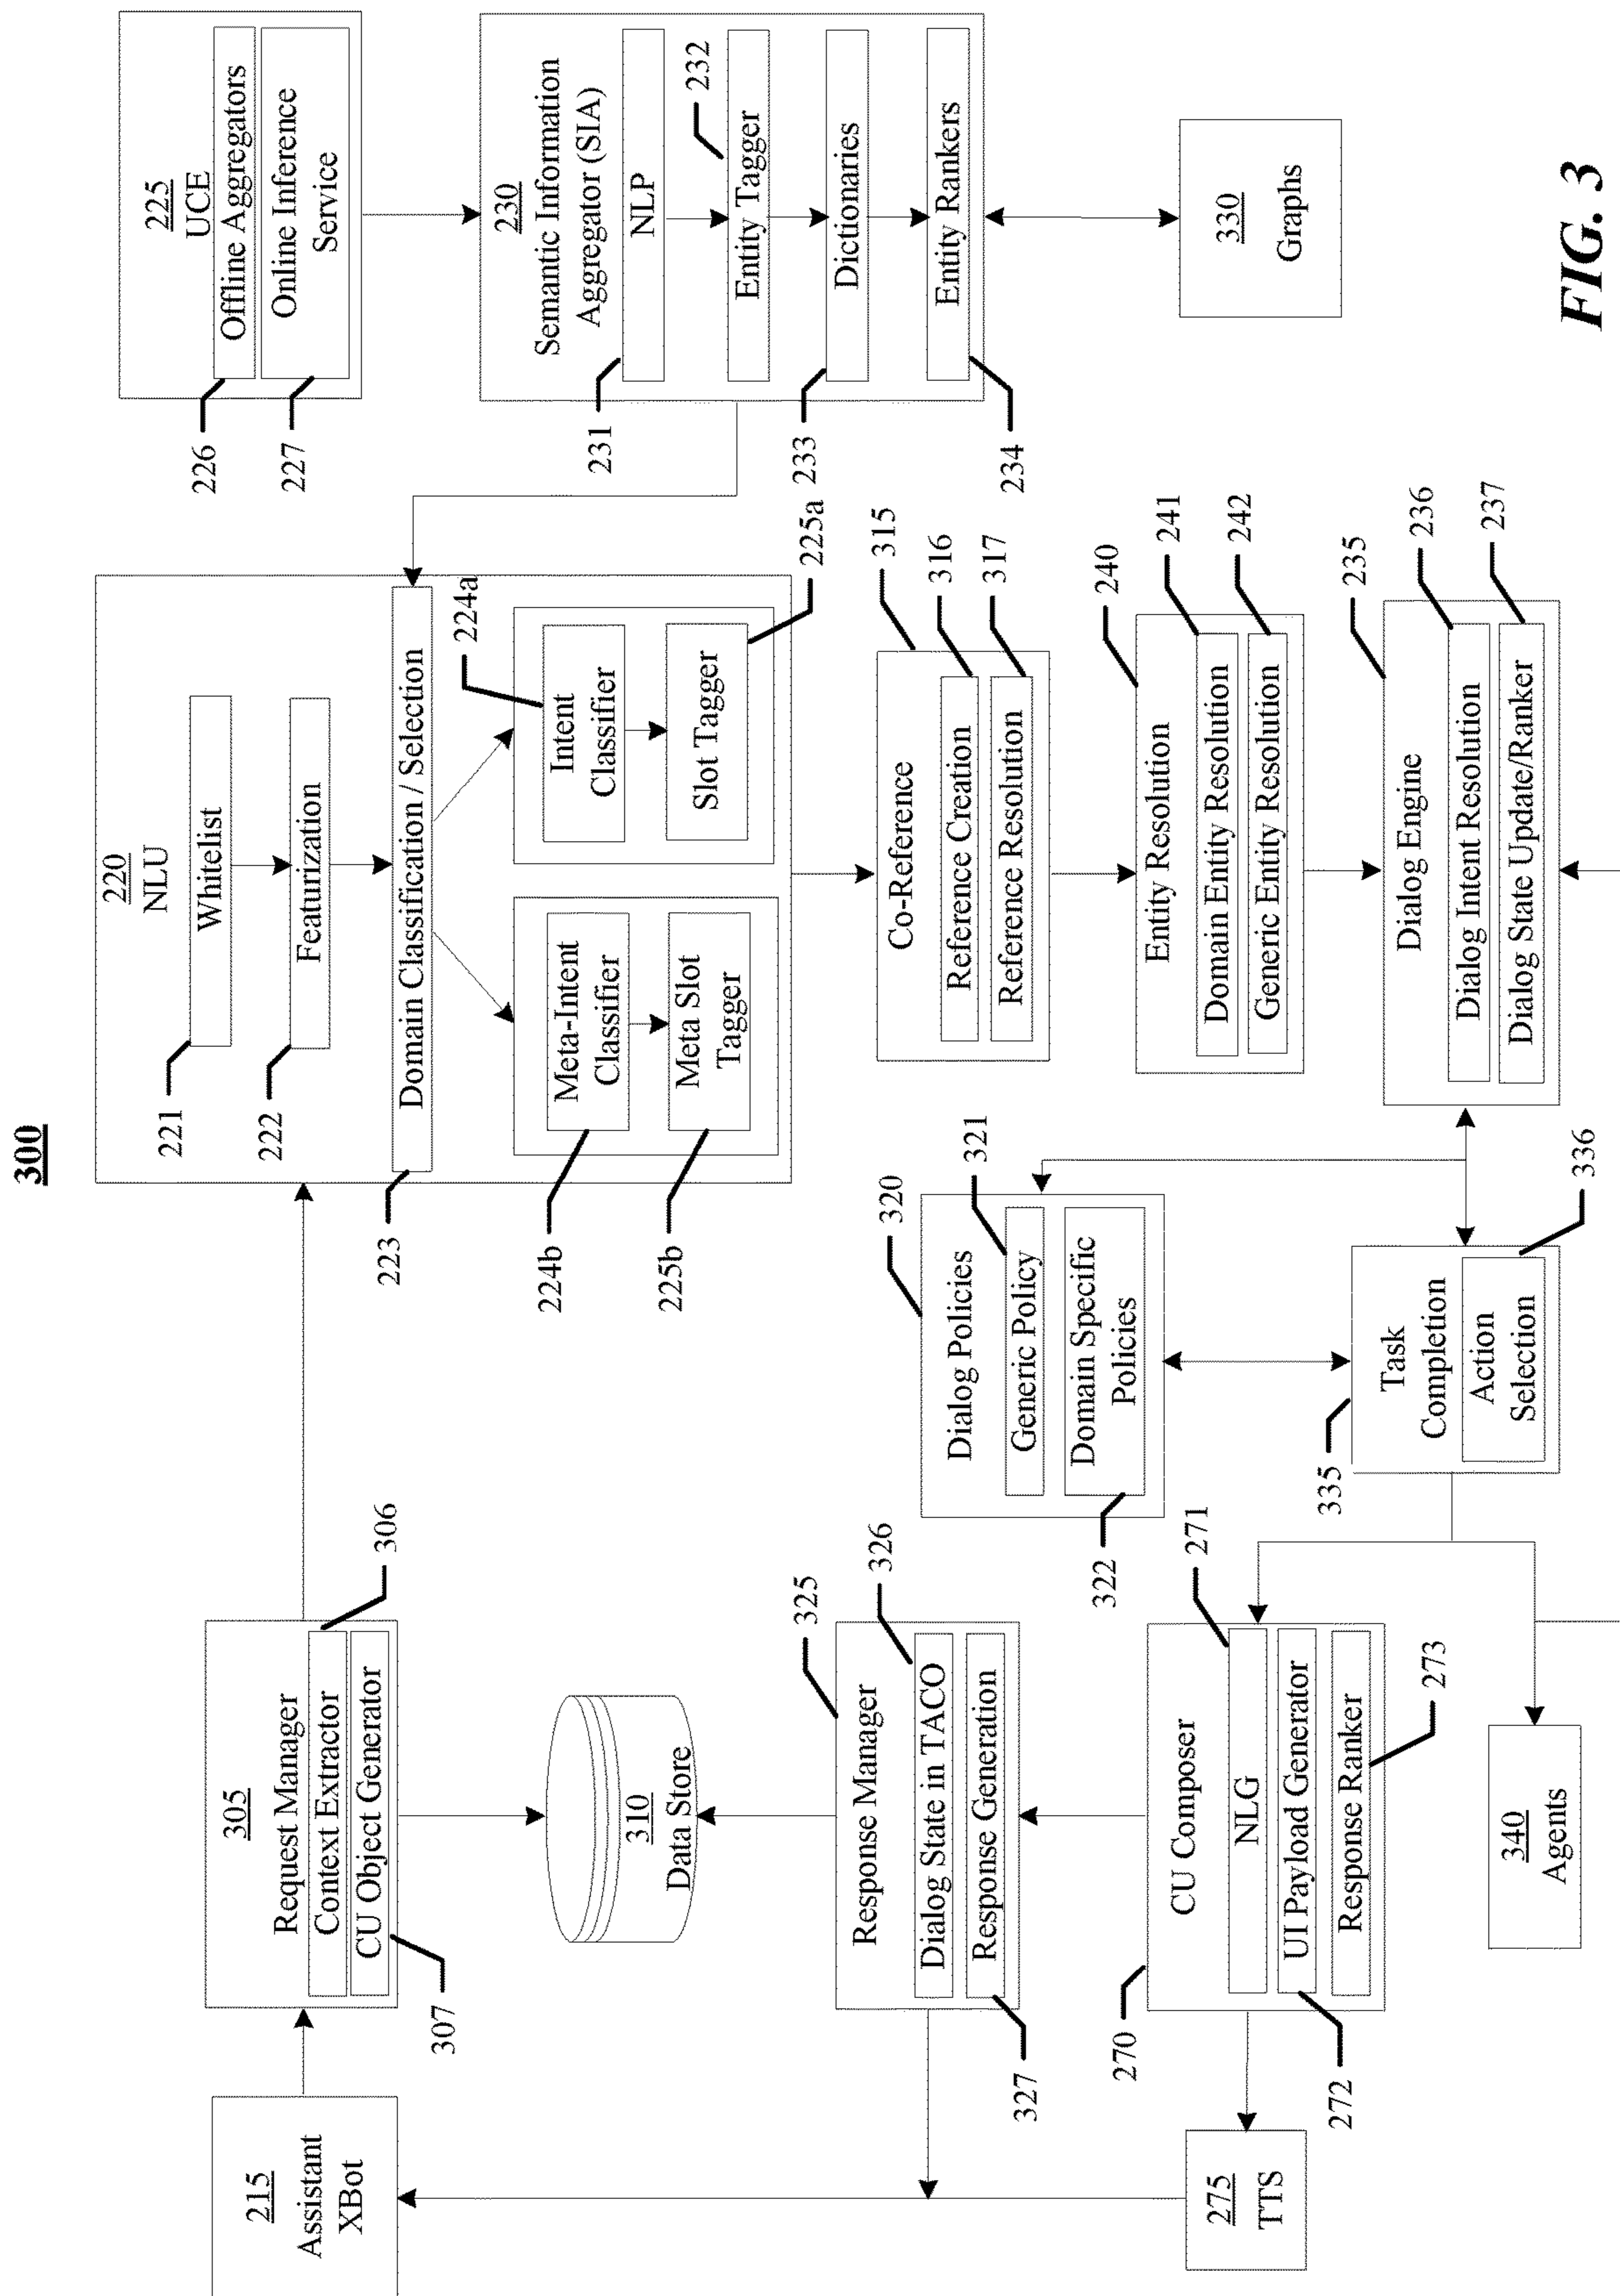 300
215
Assistant
XBot
305
Request Manager
Context Extractor
CU Object Generator
306
307
310
Data Store
220
NLU
Whitelist
221
Featurization
222
Domain Classification / Selection
223
Meta-Intent
Classifier
224b
Meta Slot
Tagger
225b
Intent
Classifier
224a
Slot Tagger
225a
225
UCE
Offline Aggregators
226
Online Inference
Service
227
230
Semantic Information
Aggregator (SIA)
NLP
231
Entity Tagger
232
Dictionaries
233
Entity Rankers
234
330
Graphs
Co-Reference
315
Reference Creation
316
Reference Resolution
317
Entity Resolution
240
Domain Entity Resolution
241
Generic Entity Resolution
242
Dialog Engine
235
Dialog Intent Resolution
236
Dialog State Update/Ranker
237
Dialog Policies
320
Generic Policy
321
Domain Specific
Policies
322
Task
Completion
335
Action
Selection
336
Response Manager
325
Dialog State in TACO
326
Response Generation
327
CU Composer
270
NLG
271
UI Payload Generator
272
Response Ranker
273
275
TTS
340
Agents
FIG. 3